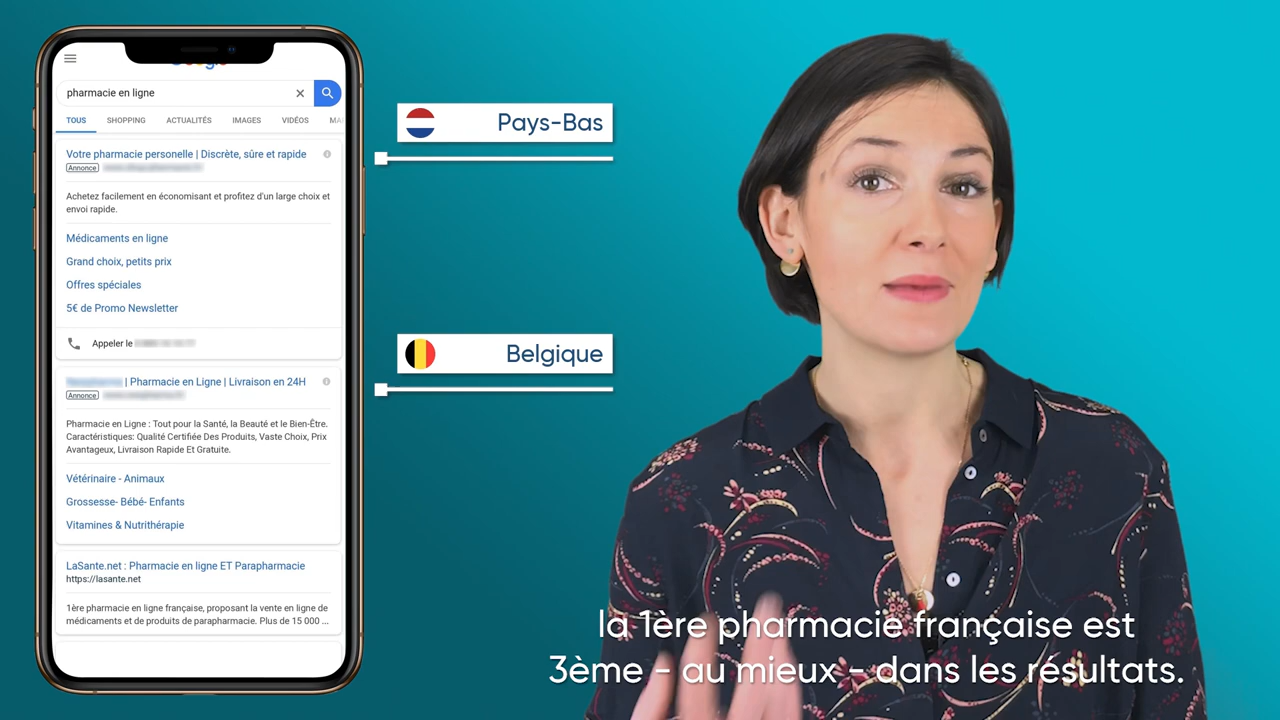 pharmacie en ligne
TOUS SHOPPING ACTUALITÉS IMAGES VIDÉOS
Votre pharmacie personelle | Discrète, sûre et rapide
Annonce
Achetez facilement en économisant et profitez d'un large choix et
envoi rapide.
Médicaments en ligne
Grand choix, petits prix
Offres spéciales
5€ de Promo Newsletter
Appeler le
| Pharmacie en Ligne | Livraison en 24H
Annonce
Pharmacie en Ligne : Tout pour la Santé, la Beauté et le Bien-Être.
Caractéristiques: Qualité Certifiée Des Produits, Vaste Choix, Prix
Avantageux, Livraison Rapide Et Gratuite.
Vétérinaire - Animaux
Grossesse- Bébé- Enfants
Vitamines & Nutrithérapie
LaSante.net : Pharmacie en ligne ET Parapharmacie
https://lasante.net
1ère pharmacie en ligne française, proposant la vente en ligne de
médicaments et de produits de parapharmacie. Plus de 15 000 ...
Pays-Bas
Belgique
la 1ère pharmacie française est
3ème - au mieux - dans les résultats.